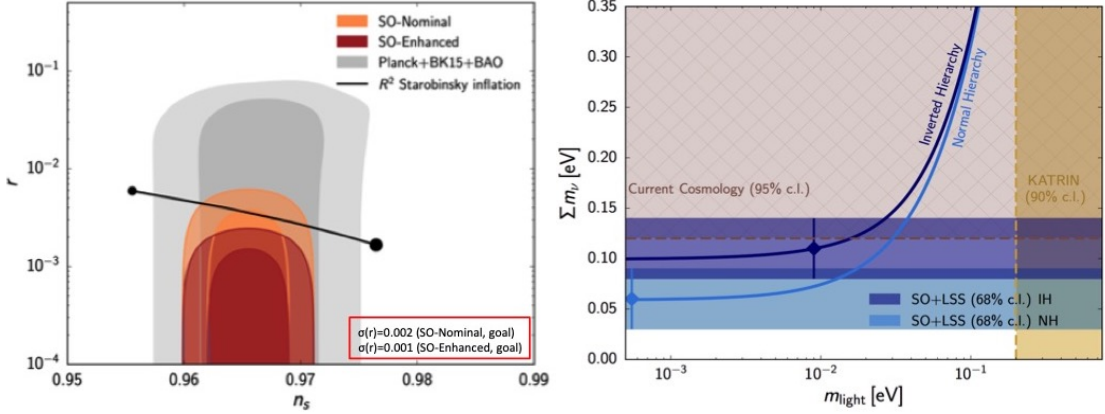 SO-Nominal
SO-Enhanced
Planck+BK15+BAO
R² Starobinsky inflation
10⁻¹
10⁻²
10⁻³
10⁻⁴
r
σ(r)=0.002 (SO-Nominal, goal)
σ(r)=0.001 (SO-Enhanced, goal)
0.95
0.96
0.97
0.98
0.99
nₛ
0.35
0.30
0.25
0.20
0.15
0.10
0.05
0.00
Σmᵥ [eV]
Inverted Hierarchy
Normal Hierarchy
Current Cosmology (95% c.l.)
KATRIN
(90% c.l.)
SO+LSS (68% c.l.) IH
SO+LSS (68% c.l.) NH
10⁻³
10⁻²
10⁻¹
m_light [eV]